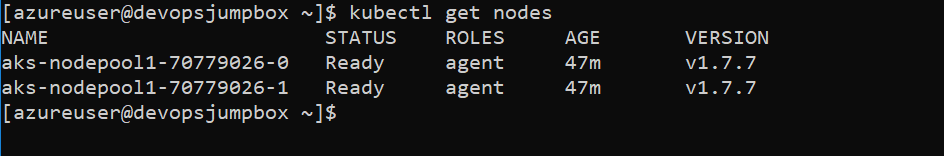 [azureuser@devopsjumpbox ~]$ kubectl get nodes
NAME STATUS ROLES AGE VERSION
aks-nodepool1-70779026-0 Ready agent 47m v1.7.7
aks-nodepool1-70779026-1 Ready agent 47m v1.7.7
[azureuser@devopsjumpbox ~]$